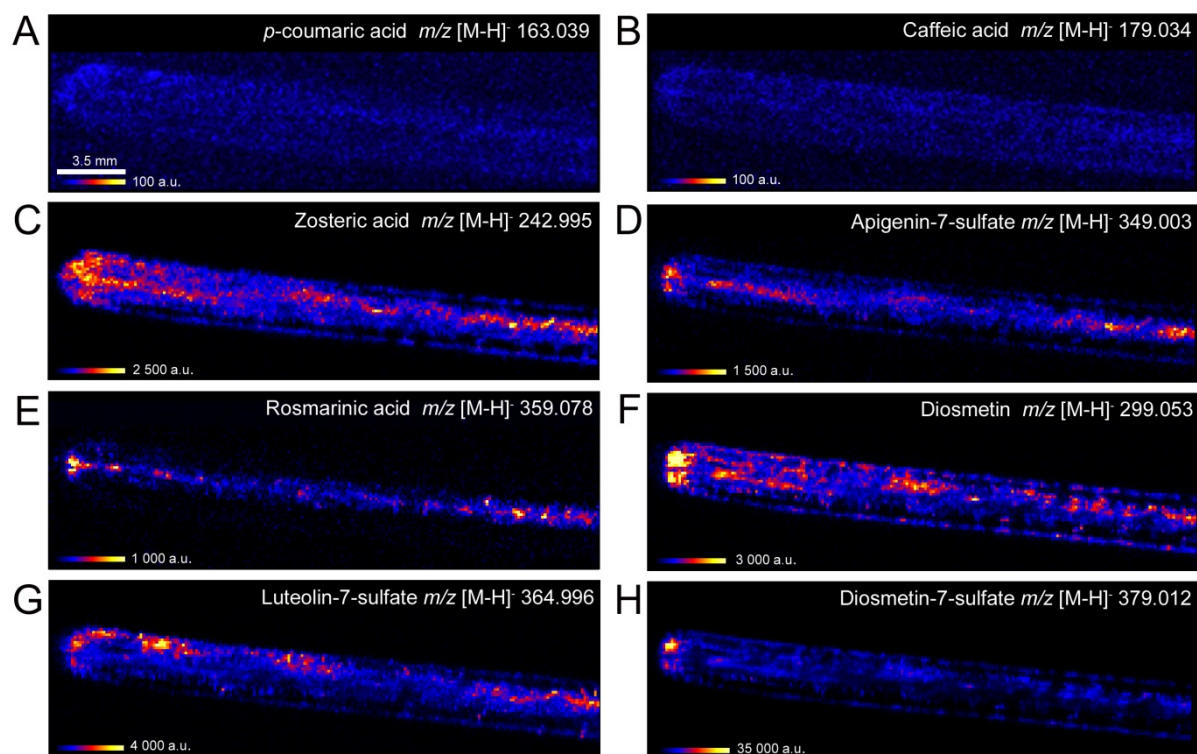 A
p-coumaric acid m/z [M-H]⁻ 163.039
3.5 mm
100 a.u.
B
Caffeic acid m/z [M-H]⁻ 179.034
100 a.u.
C
Zosteric acid m/z [M-H]⁻ 242.995
2 500 a.u.
D
Apigenin-7-sulfate m/z [M-H]⁻ 349.003
1 500 a.u.
E
Rosmarinic acid m/z [M-H]⁻ 359.078
1 000 a.u.
F
Diosmetin m/z [M-H]⁻ 299.053
3 000 a.u.
G
Luteolin-7-sulfate m/z [M-H]⁻ 364.996
4 000 a.u.
H
Diosmetin-7-sulfate m/z [M-H]⁻ 379.012
35 000 a.u.